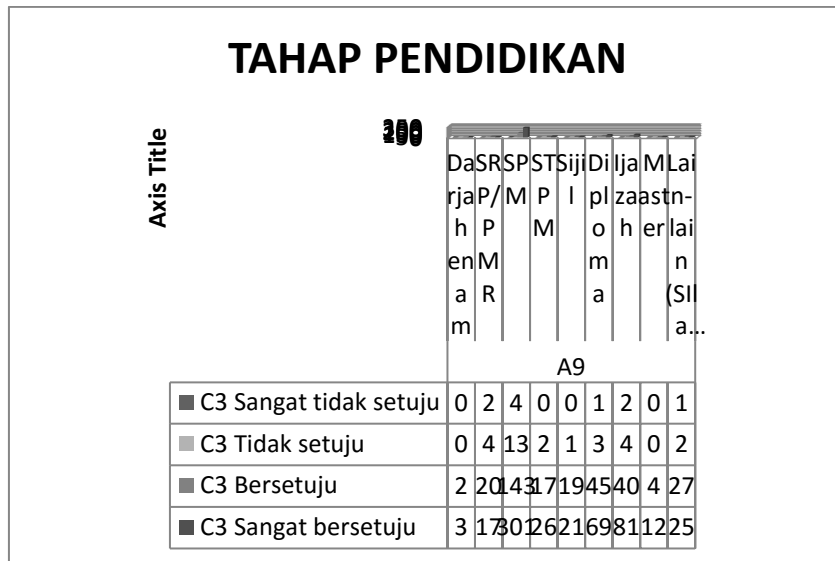 TAHAP PENDIDIKAN
Axis Title
Darjah enam
SRP/PMR
SPM
STPM
Sijil
Diploma
Ijazah
Master
Lain-lain (SIla...
A9
C3 Sangat tidak setuju 0 2 4 0 0 1 2 0 1
C3 Tidak setuju 0 4 13 2 1 3 4 0 2
C3 Bersetuju 2 20 143 17 19 45 40 4 27
C3 Sangat bersetuju 3 17 301 26 21 69 81 12 25